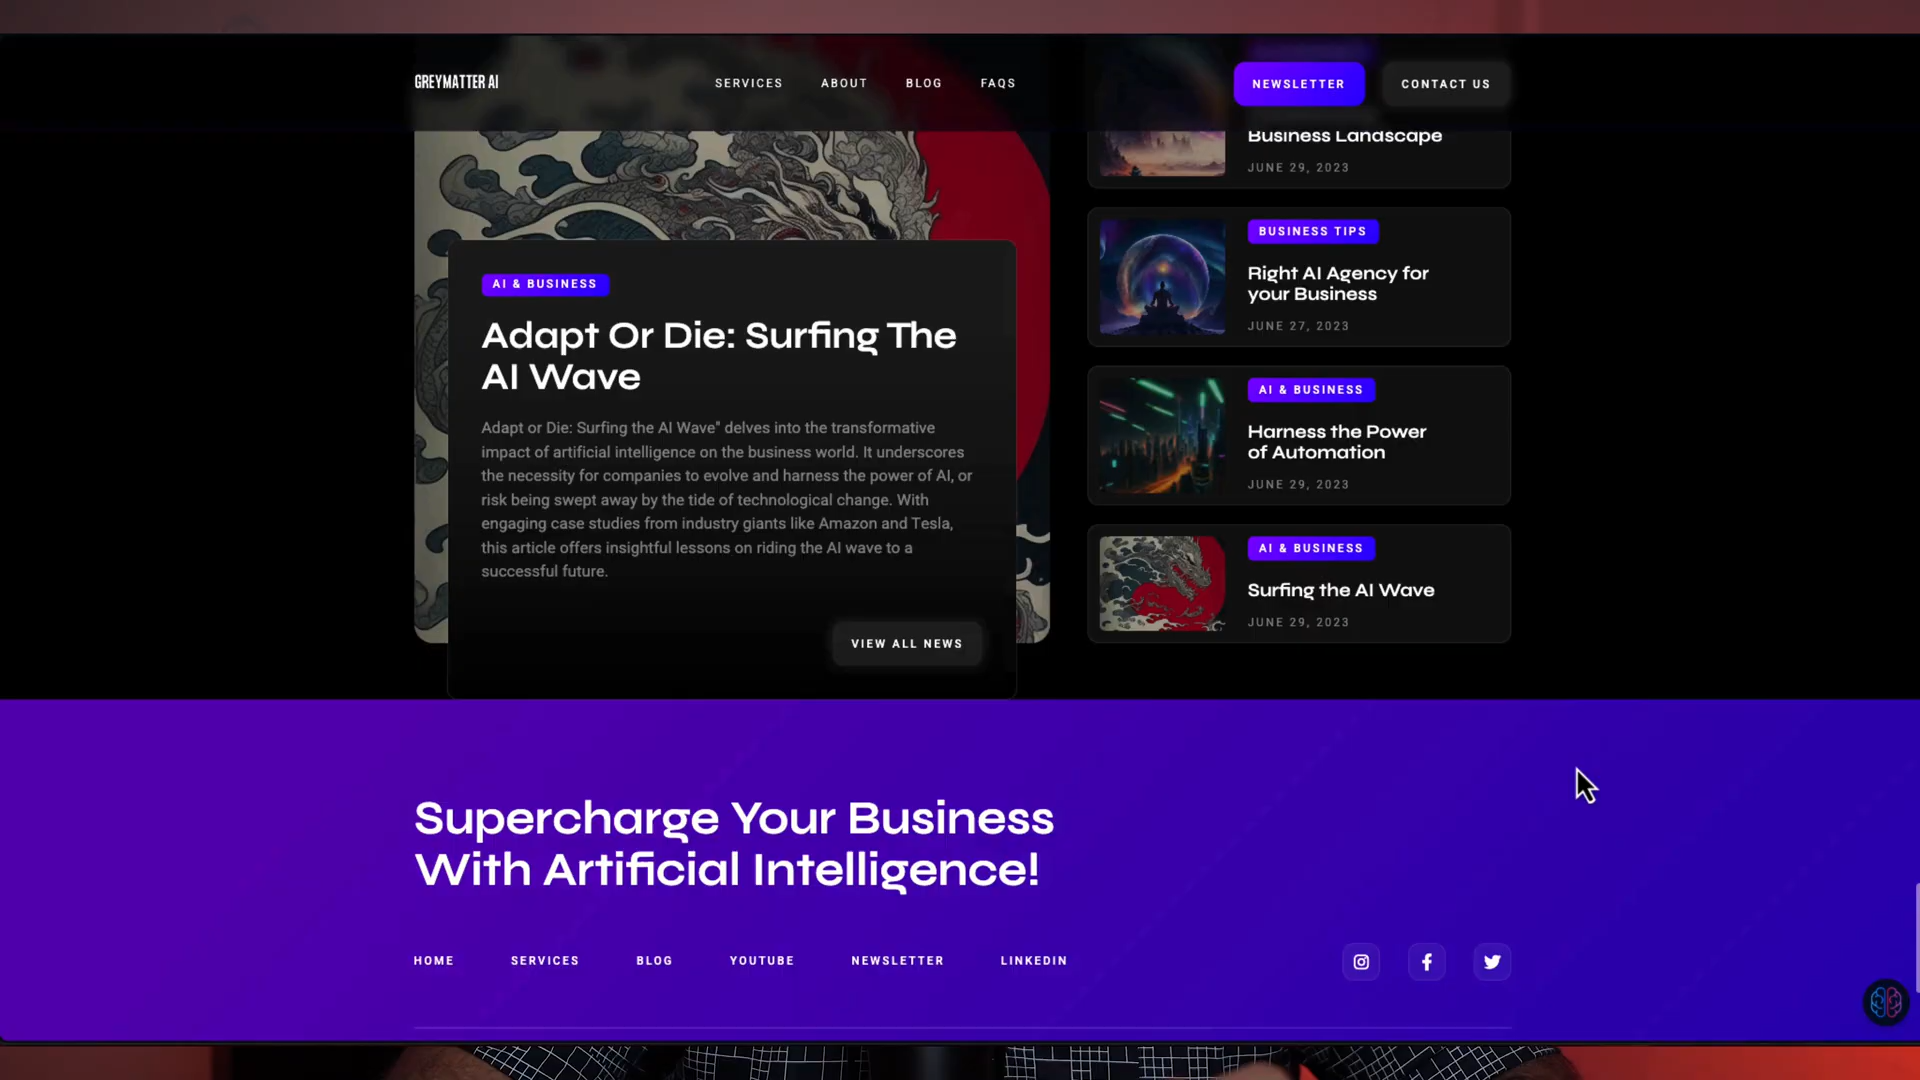 GREYMATTER AI
SERVICES
ABOUT
BLOG
FAQS
NEWSLETTER
CONTACT US
Business Landscape
JUNE 29, 2023
AI & BUSINESS
Adapt Or Die: Surfing The
AI Wave
Adapt or Die: Surfing the AI Wave" delves into the transformative
impact of artificial intelligence on the business world. It underscores
the necessity for companies to evolve and harness the power of AI, or
risk being swept away by the tide of technological change. With
engaging case studies from industry giants like Amazon and Tesla,
this article offers insightful lessons on riding the AI wave to a
successful future.
VIEW ALL NEWS
BUSINESS TIPS
Right AI Agency for
your Business
JUNE 27, 2023
AI & BUSINESS
Harness the Power
of Automation
JUNE 29, 2023
AI & BUSINESS
Surfing the AI Wave
JUNE 29, 2023
Supercharge Your Business
With Artificial Intelligence!
HOME
SERVICES
BLOG
YOUTUBE
NEWSLETTER
LINKEDIN